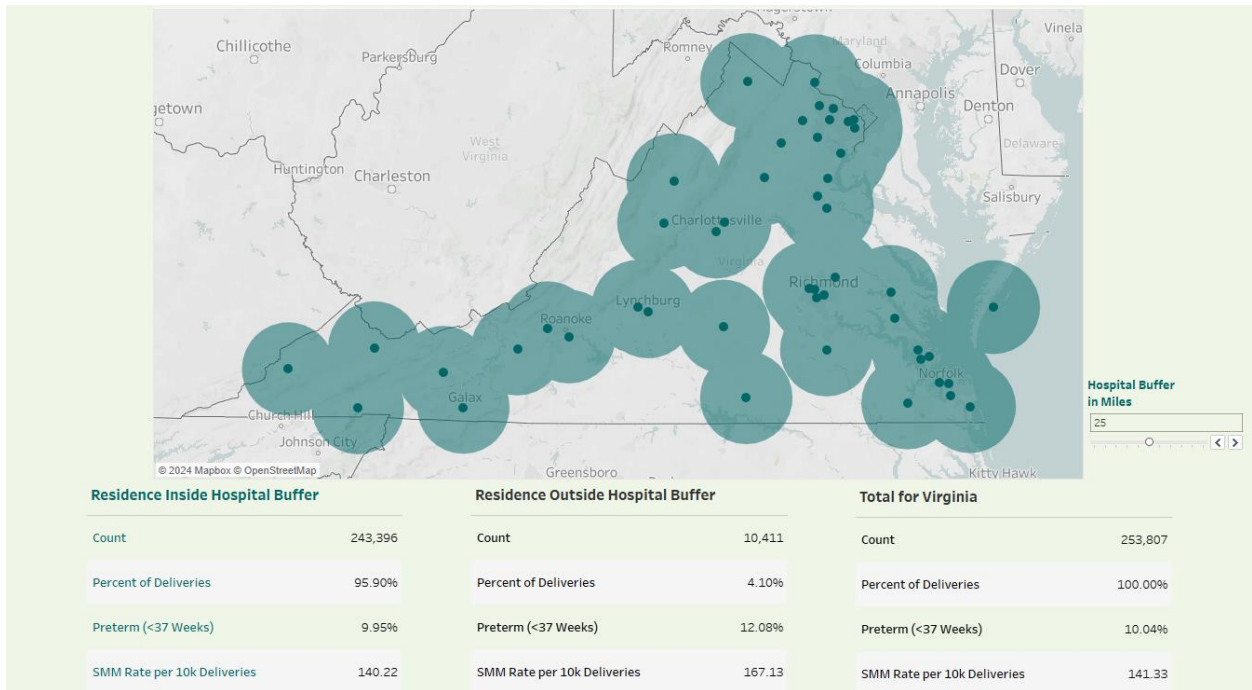 Hagerstown
Chillicothe
Parkersburg
Romney
Maryland
Vinela
Columbia
Dover
Annapolis
getown
Denton
West
Virginia
Delaware
Huntington
Charleston
Salisbury
Charlottesville
Virginia
Richmond
Lynchburg
Roanoke
Norfolk
Galax
Church Hill
Johnson City
Greensboro
Kitty Hawk
© 2024 Mapbox © OpenStreetMap
Hospital Buffer
in Miles
25
Residence Inside Hospital Buffer
Count 243,396
Percent of Deliveries 95.90%
Preterm (<37 Weeks) 9.95%
SMM Rate per 10k Deliveries 140.22
Residence Outside Hospital Buffer
Count 10,411
Percent of Deliveries 4.10%
Preterm (<37 Weeks) 12.08%
SMM Rate per 10k Deliveries 167.13
Total for Virginia
Count 253,807
Percent of Deliveries 100.00%
Preterm (<37 Weeks) 10.04%
SMM Rate per 10k Deliveries 141.33